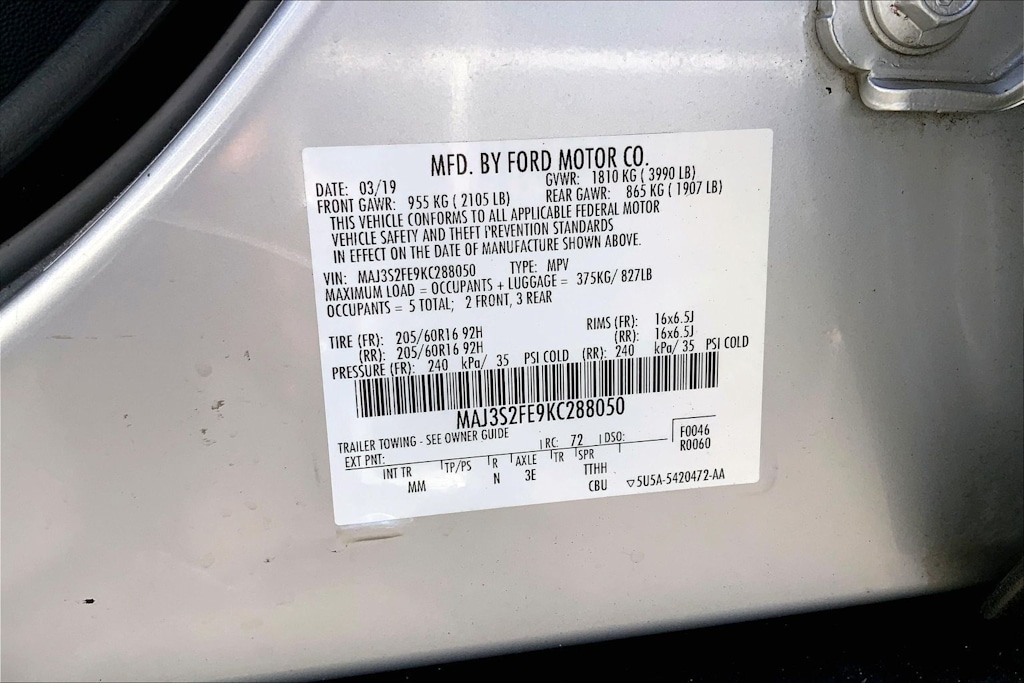 MFD. BY FORD MOTOR CO.
DATE: 03/19 GVWR: 1810 KG ( 3990 LB)
FRONT GAWR: 955 KG ( 2105 LB) REAR GAWR: 865 KG ( 1907 LB)
THIS VEHICLE CONFORMS TO ALL APPLICABLE FEDERAL MOTOR
VEHICLE SAFETY AND THEFT PREVENTION STANDARDS
IN EFFECT ON THE DATE OF MANUFACTURE SHOWN ABOVE.
VIN: MAJ3S2FE9KC288050 TYPE: MPV
MAXIMUM LOAD = OCCUPANTS + LUGGAGE = 375KG/ 827LB
OCCUPANTS = 5 TOTAL; 2 FRONT, 3 REAR
TIRE (FR): 205/60R16 92H RIMS (FR): 16x6.5J
(RR): 205/60R16 92H (RR): 16x6.5J
PRESSURE (FR): 240 kPa/ 35 PSI COLD (RR): 240 kPa/ 35 PSI COLD
MAJ3S2FE9KC288050
TRAILER TOWING - SEE OWNER GUIDE
EXT PNT: RC: 72 DSO: F0046
R0060
INT TR TP/PS R AXLE TR SPR
MM N 3E TTHH
CBU ▽5U5A-5420472-AA